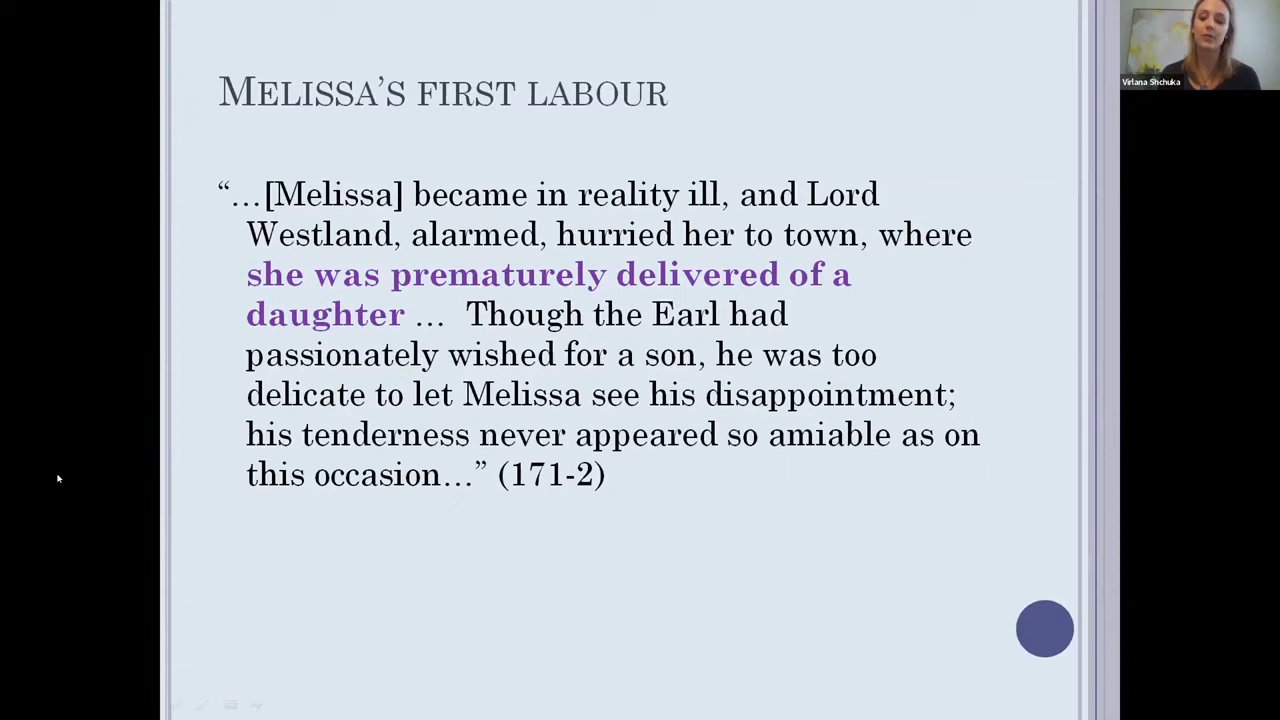 MELISSA'S FIRST LABOUR
“…[Melissa] became in reality ill, and Lord
Westland, alarmed, hurried her to town, where
she was prematurely delivered of a
daughter … Though the Earl had
passionately wished for a son, he was too
delicate to let Melissa see his disappointment;
his tenderness never appeared so amiable as on
this occasion…” (171-2)
Virlana Shchuka